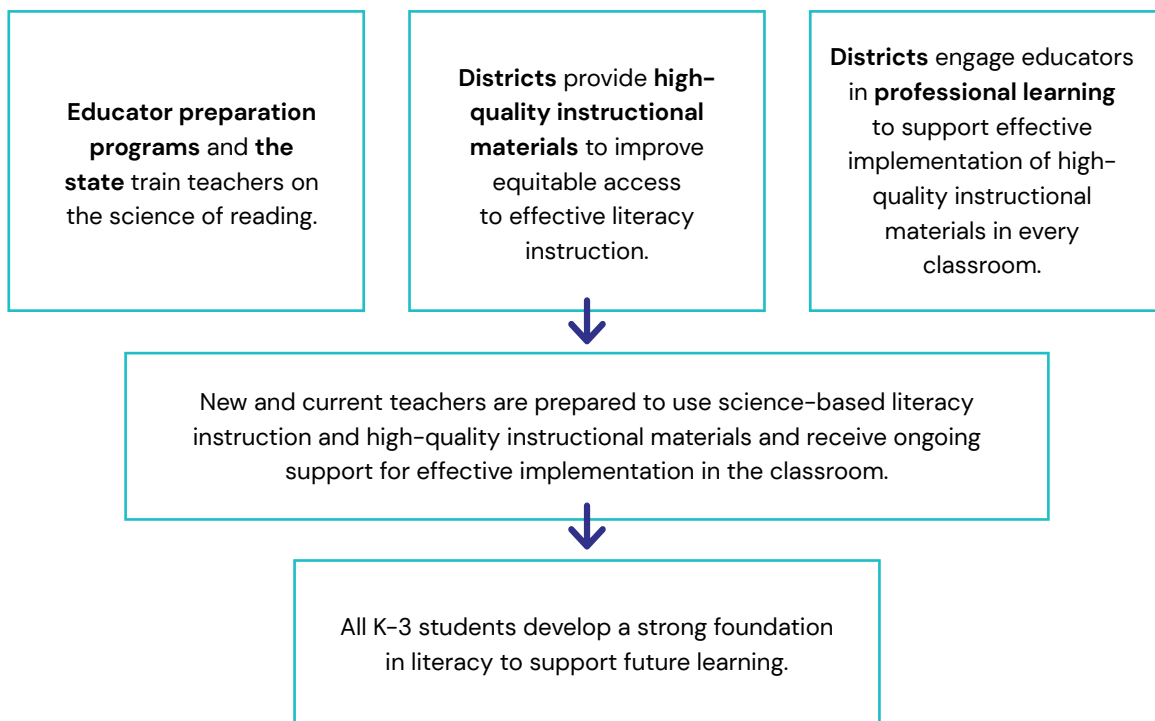 Educator preparation
programs and the
state train teachers on
the science of reading.
Districts provide high-
quality instructional
materials to improve
equitable access
to effective literacy
instruction.
Districts engage educators
in professional learning
to support effective
implementation of high-
quality instructional
materials in every
classroom.
New and current teachers are prepared to use science-based literacy
instruction and high-quality instructional materials and receive ongoing
support for effective implementation in the classroom.
All K-3 students develop a strong foundation
in literacy to support future learning.